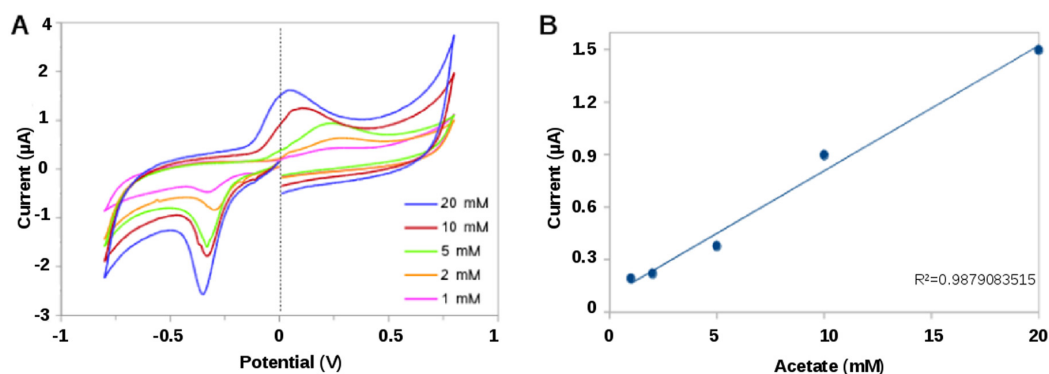 A
4
2
1
0
-1
-2
-3
Current (µA)
-1
-0.5
0
0.5
1
Potential (V)
20 mM
10 mM
5 mM
2 mM
1 mM
B
1.5
1.2
0.9
0.6
0.3
0
Current (µA)
0
5
10
15
20
Acetate (mM)
R²=0.9879083515